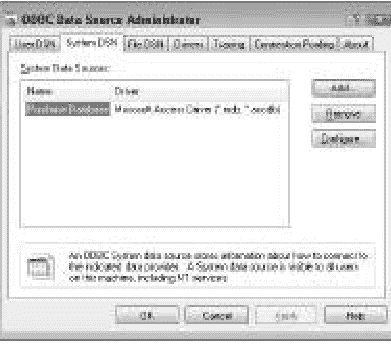 ODBC Data Source Administrator
User DSN System DSN File DSN Drivers Tracing Connection Pooling About
System Data Sources:
Name Driver
Purchase Database Microsoft Access Driver (*.mdb, *.accdb)
Add...
Remove
Configure...
An ODBC System data source stores information about how to connect to
the indicated data provider. A System data source is visible to all users
on this machine, including NT services.
OK Cancel Apply Help